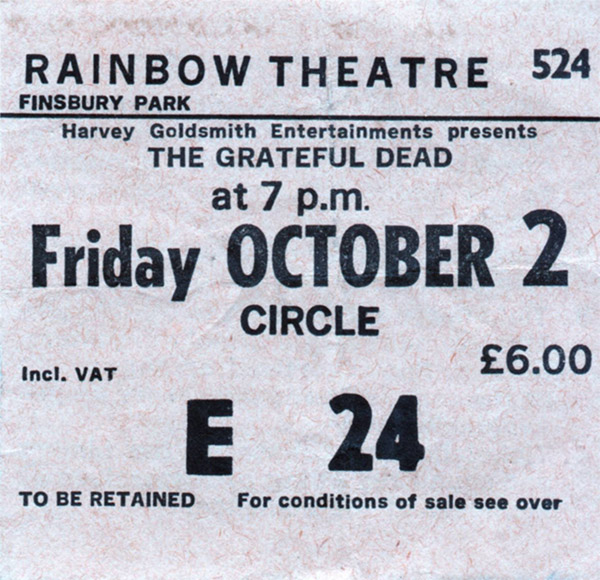 RAINBOW THEATRE 524
FINSBURY PARK
Harvey Goldsmith Entertainments presents
THE GRATEFUL DEAD
at 7 p.m.
Friday OCTOBER 2
CIRCLE
£6.00
Incl. VAT
E 24
TO BE RETAINED For conditions of sale see over